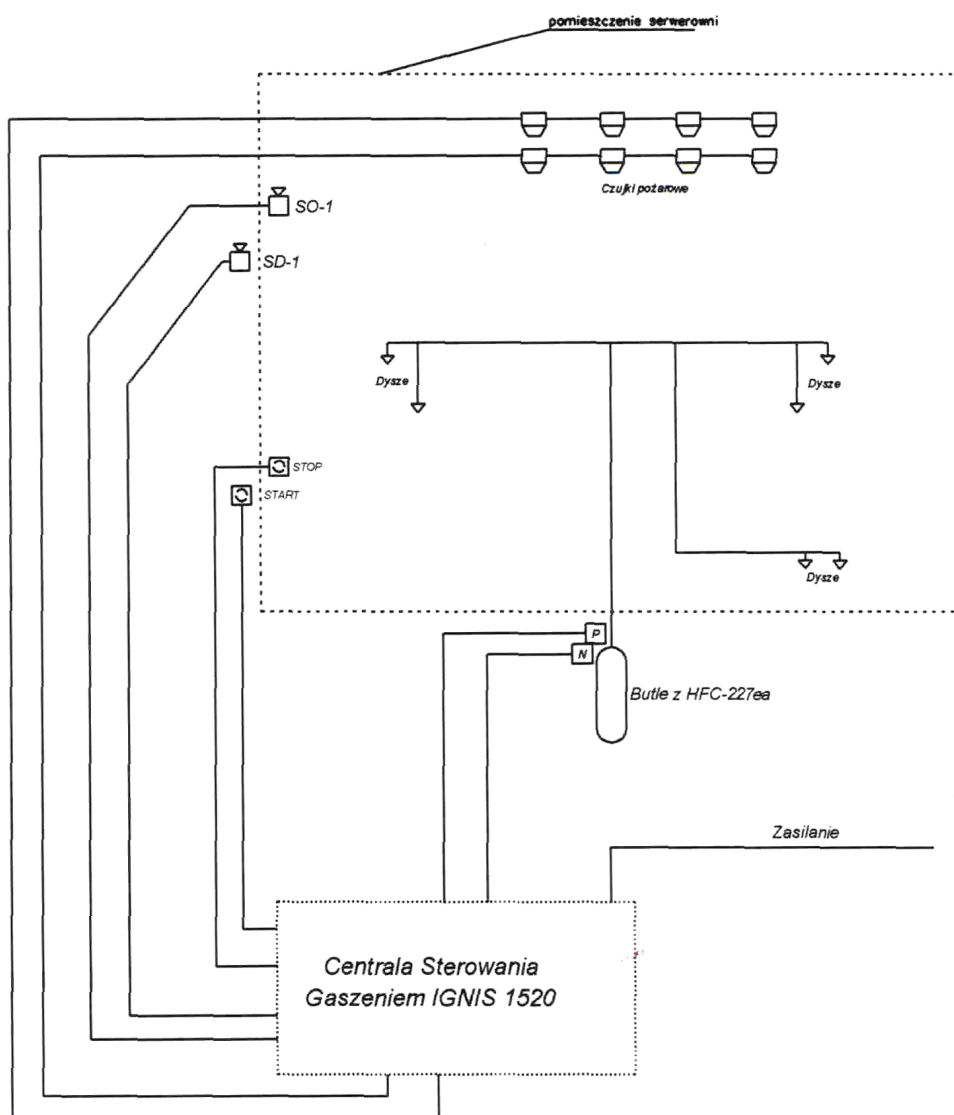 pomieszczenie serwerowni
Czujki pożarowe
SO-1
SD-1
Dysze
Dysze
STOP
START
Dysze
P
N
Butle z HFC-227ea
Zasilanie
Centrala Sterowania
Gaszeniem IGNIS 1520